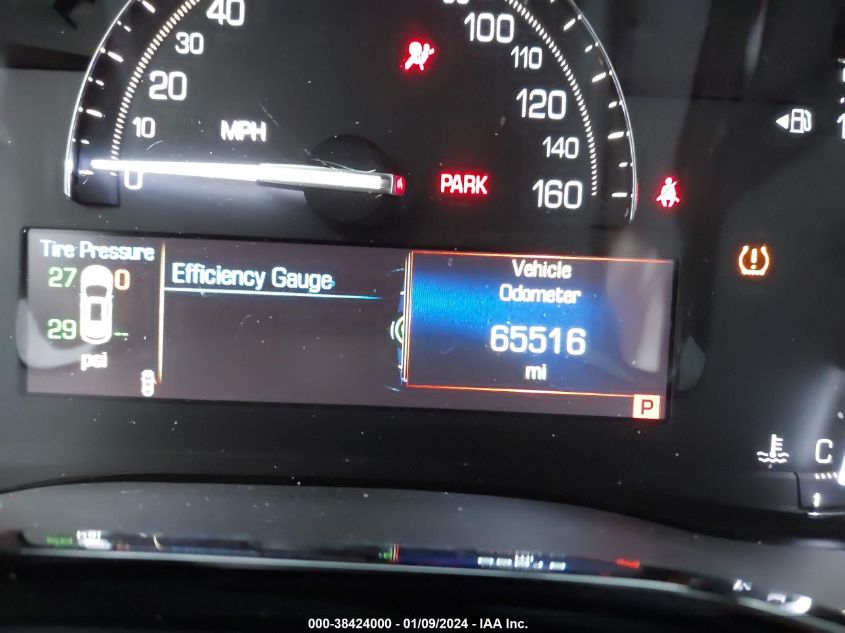 40
30
20
10
0
MPH
100
110
120
140
160
PARK
Tire Pressure
27 0
29 --
psi
Efficiency Gauge
Vehicle
Odometer
65516
mi
P
C
000-38424000 - 01/09/2024 - IAA Inc.